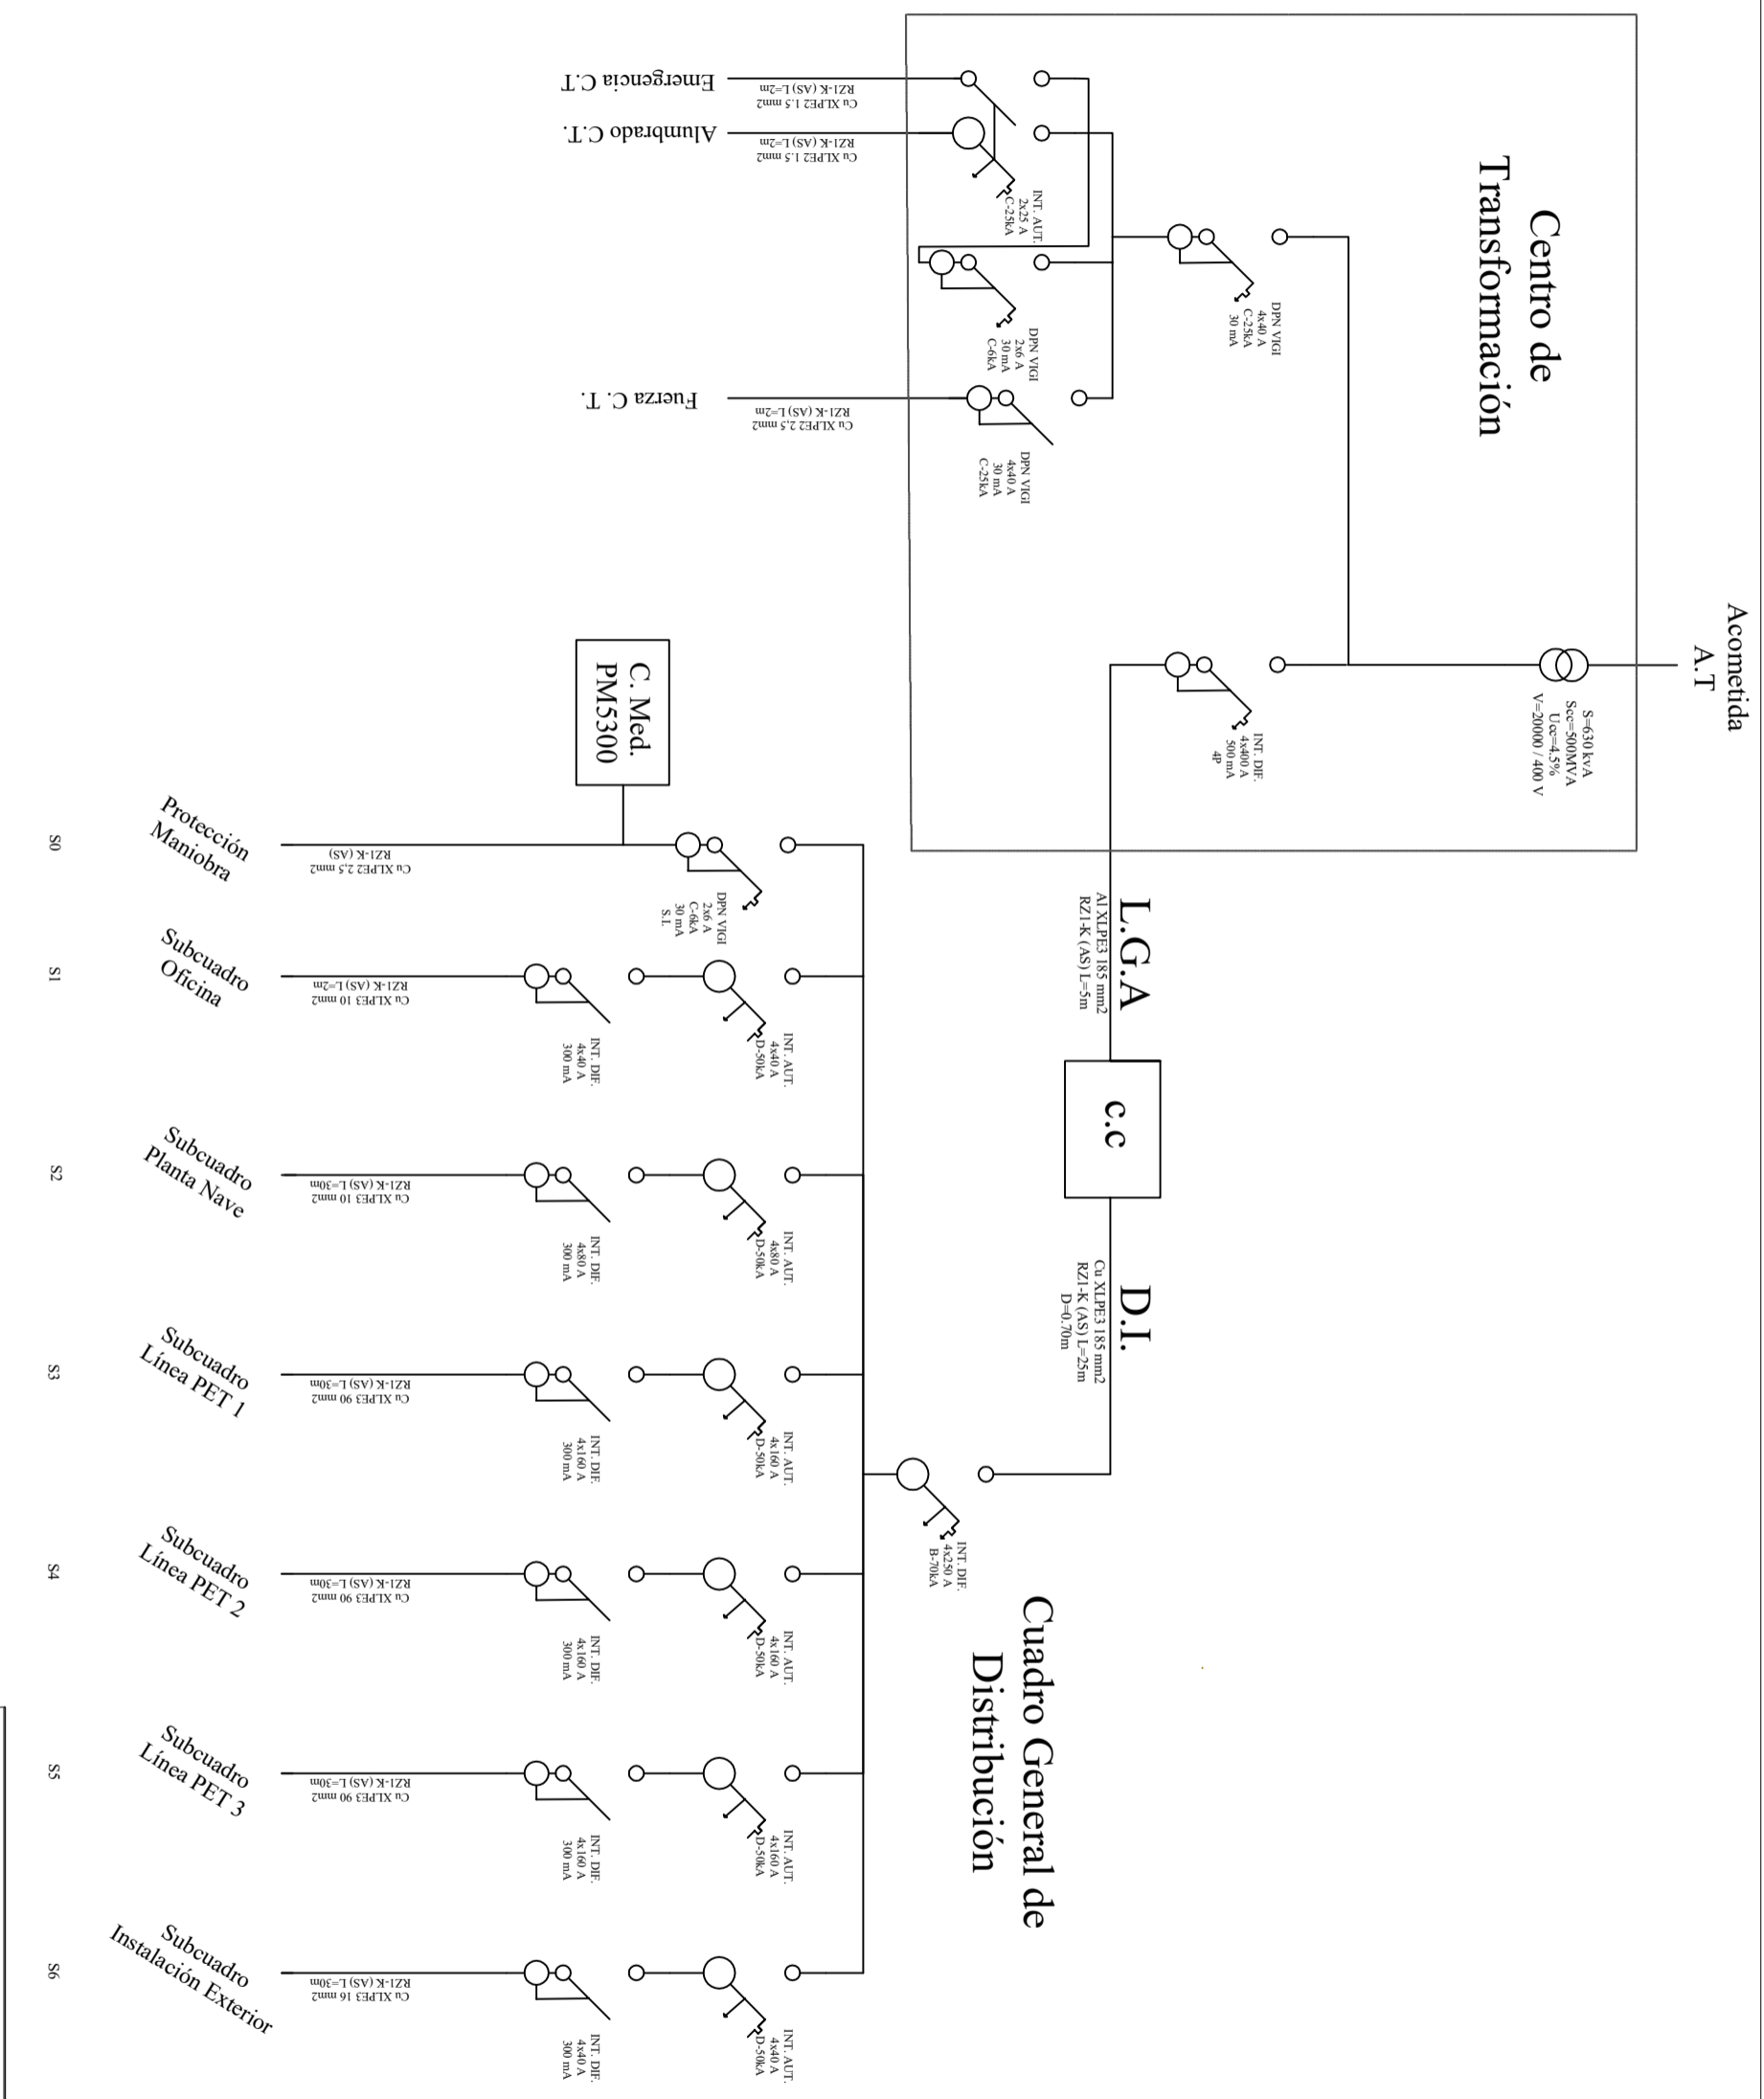 Acometida
A.T
S=630 kvA
Scc=500MVA
Ucc=4.5%
V=20000 / 400 V
Centro de
Transformación
DPN VIGI
4x40 A
C-25kA
30 mA
INT. DIF.
4x400 A
500 mA
4P
INT. AUT.
2x25 A
C-25kA
DPN VIGI
2x6 A
30 mA
C-6kA
DPN VIGI
4x40 A
30 mA
C-25kA
Cu XLPE2 1.5 mm2
RZ1-K (AS) L=2m
Emergencia C.T
Cu XLPE2 1.5 mm2
RZ1-K (AS) L=2m
Alumbrado C.T.
Cu XLPE2 2,5 mm2
RZ1-K (AS) L=2m
Fuerza C. T.
L.G.A
Al XLPE3 185 mm2
RZ1-K (AS) L=5m
c.c
D.I.
Cu XLPE3 185 mm2
RZ1-K (AS) L=25m
D=0.70m
Cuadro General de
Distribución
INT. DIF.
4x250 A
B-70kA
C. Med.
PM5300
DPN VIGI
2x6 A
C-6kA
30 mA
S.I.
Cu XLPE2 2,5 mm2
RZ1-K (AS)
Protección
Maniobra
S0
INT. AUT.
4x40 A
D-50kA
INT. DIF.
4x40 A
300 mA
Cu XLPE3 10 mm2
RZ1-K (AS) L=2m
Subcuadro
Oficina
S1
INT. AUT.
4x80 A
D-50kA
INT. DIF.
4x80 A
300 mA
Cu XLPE3 10 mm2
RZ1-K (AS) L=30m
Subcuadro
Planta Nave
S2
INT. AUT.
4x160 A
D-50kA
INT. DIF.
4x160 A
300 mA
Cu XLPE3 90 mm2
RZ1-K (AS) L=30m
Subcuadro
Línea PET 1
S3
INT. AUT.
4x160 A
D-50kA
INT. DIF.
4x160 A
300 mA
Cu XLPE3 90 mm2
RZ1-K (AS) L=30m
Subcuadro
Línea PET 2
S4
INT. AUT.
4x160 A
D-50kA
INT. DIF.
4x160 A
300 mA
Cu XLPE3 90 mm2
RZ1-K (AS) L=30m
Subcuadro
Línea PET 3
S5
INT. AUT.
4x40 A
D-50kA
INT. DIF.
4x40 A
300 mA
Cu XLPE3 16 mm2
RZ1-K (AS) L=30m
Subcuadro
Instalación Exterior
S6